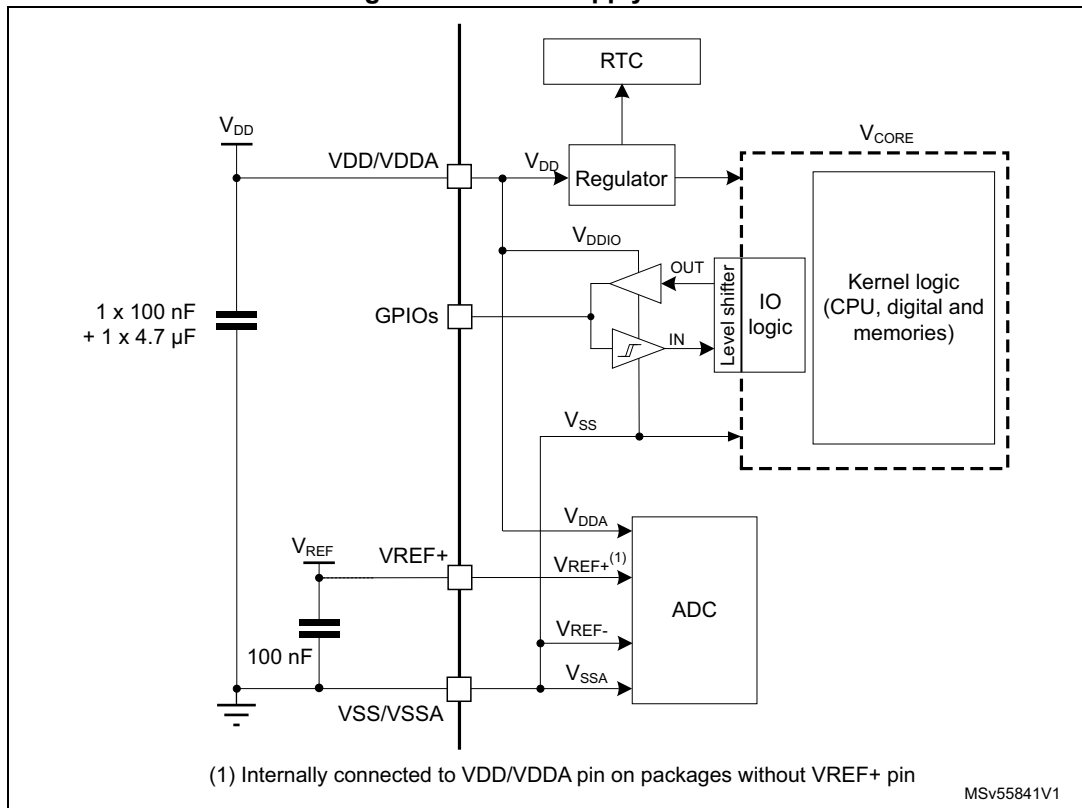 RTC
VDD
VCORE
VDD/VDDA
VDD
Regulator
VDDIO
OUT
Level shifter
IO
logic
Kernel logic
(CPU, digital and
memories)
1 x 100 nF
+ 1 x 4.7 µF
GPIOs
IN
VSS
VDDA
VREF
VREF+
VREF+(1)
ADC
VREF-
100 nF
VSSA
VSS/VSSA
(1) Internally connected to VDD/VDDA pin on packages without VREF+ pin
MSv55841V1